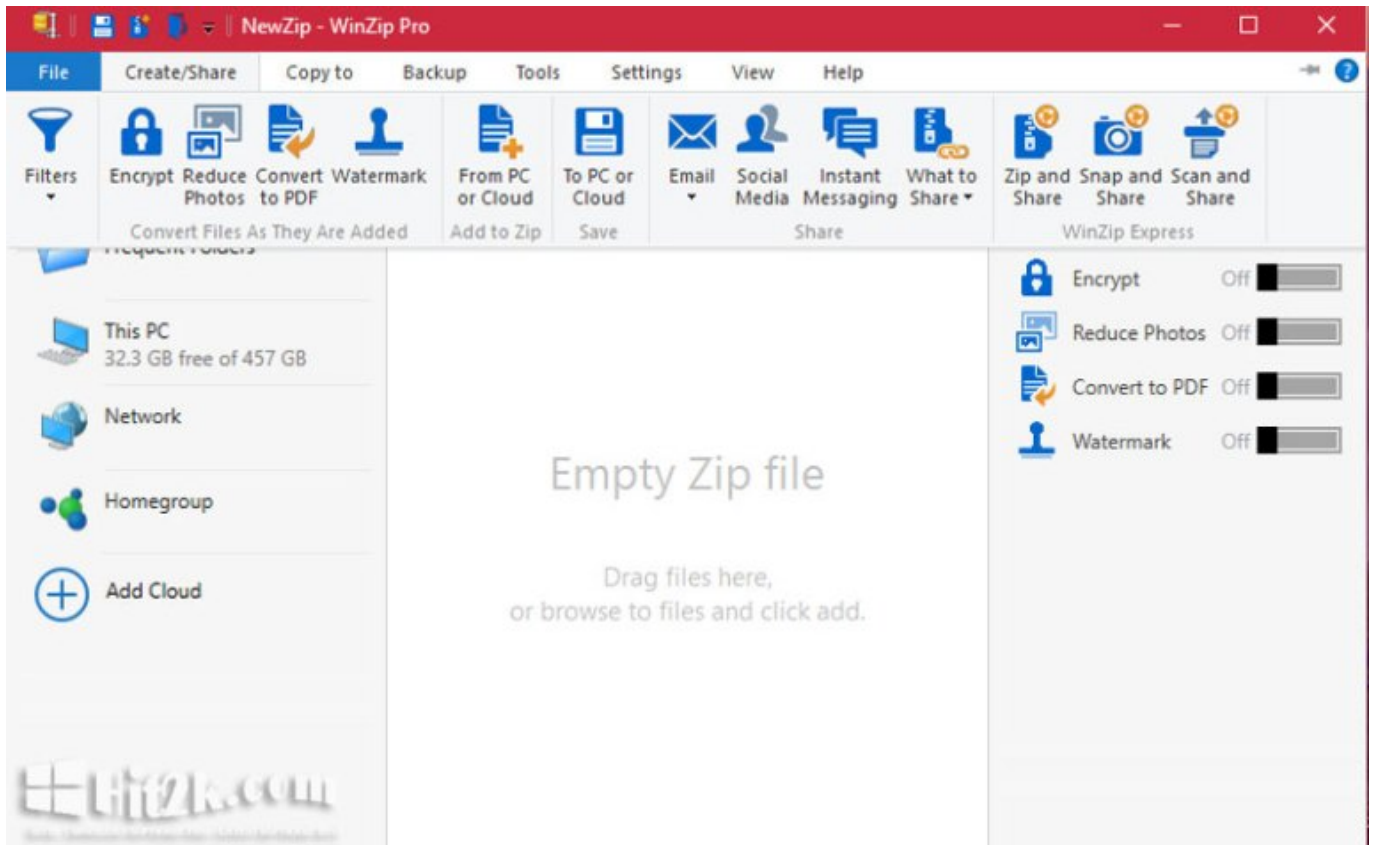 NewZip - WinZip Pro
File Create/Share Copy to Backup Tools Settings View Help
Filters
Encrypt
Reduce
Photos
Convert
to PDF
Watermark
Convert Files As They Are Added
From PC
or Cloud
Add to Zip
To PC or
Cloud
Save
Email
Social
Media
Instant
Messaging
What to
Share
Share
Zip and
Share
Snap and
Share
Scan and
Share
WinZip Express
Frequent Folders
This PC
32.3 GB free of 457 GB
Network
Homegroup
Add Cloud
Empty Zip file
Drag files here,
or browse to files and click add.
Encrypt Off
Reduce Photos Off
Convert to PDF Off
Watermark Off
Hit2k.com